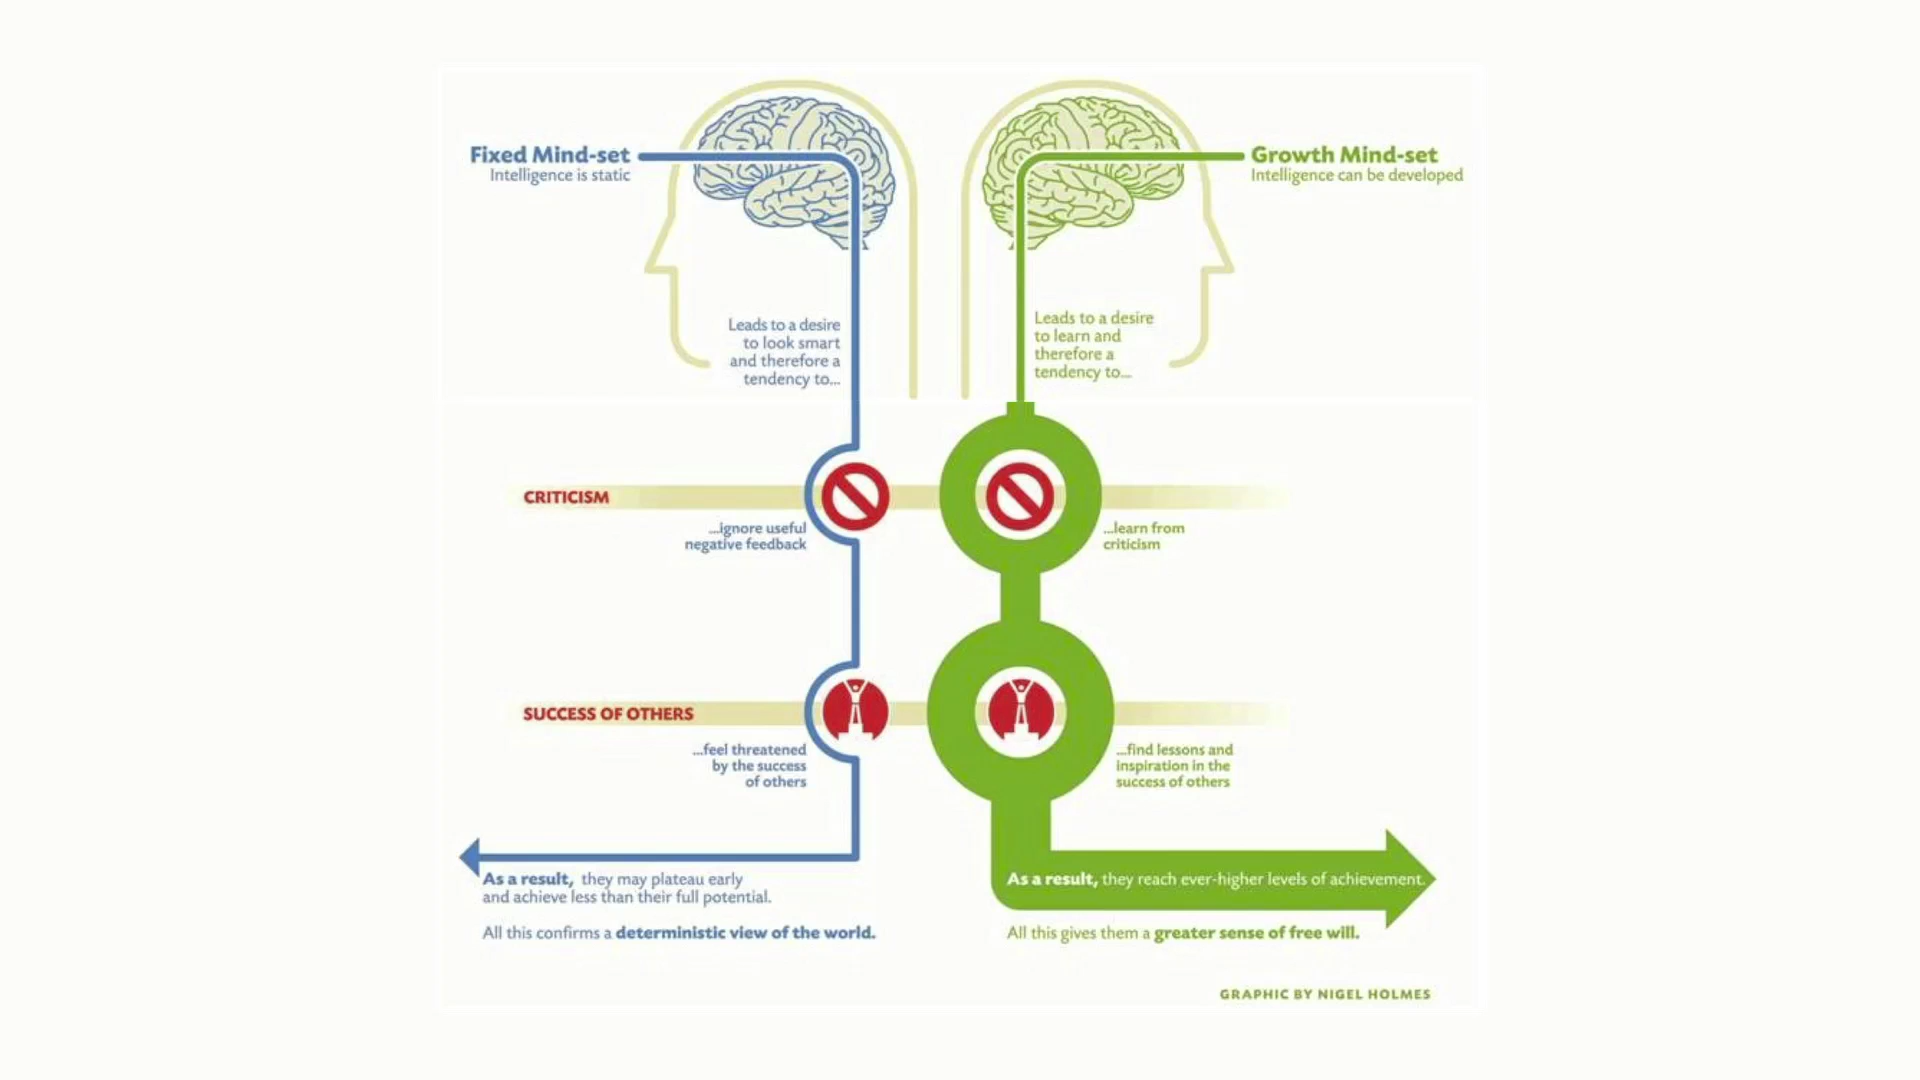 Fixed Mind-set
Intelligence is static
Growth Mind-set
Intelligence can be developed
Leads to a desire
to look smart
and therefore a
tendency to...
Leads to a desire
to learn and
therefore a
tendency to...
CRITICISM
...ignore useful
negative feedback
...learn from
criticism
SUCCESS OF OTHERS
...feel threatened
by the success
of others
...find lessons and
inspiration in the
success of others
As a result, they may plateau early
and achieve less than their full potential.
All this confirms a deterministic view of the world.
As a result, they reach ever-higher levels of achievement.
All this gives them a greater sense of free will.
GRAPHIC BY NIGEL HOLMES